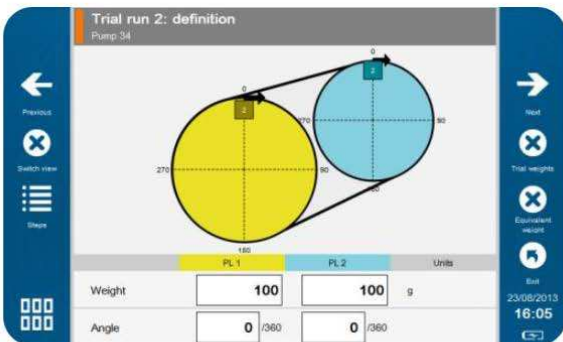 Trial run 2: definition
Pump 34
Previous
Switch view
Steps
0
2
270
90
180
0
2
270
90
180
Next
Trial weights
Equivalent weight
Exit
23/08/2013
16:05
PL 1
PL 2
Units
Weight
100
100
g
Angle
0 /360
0 /360